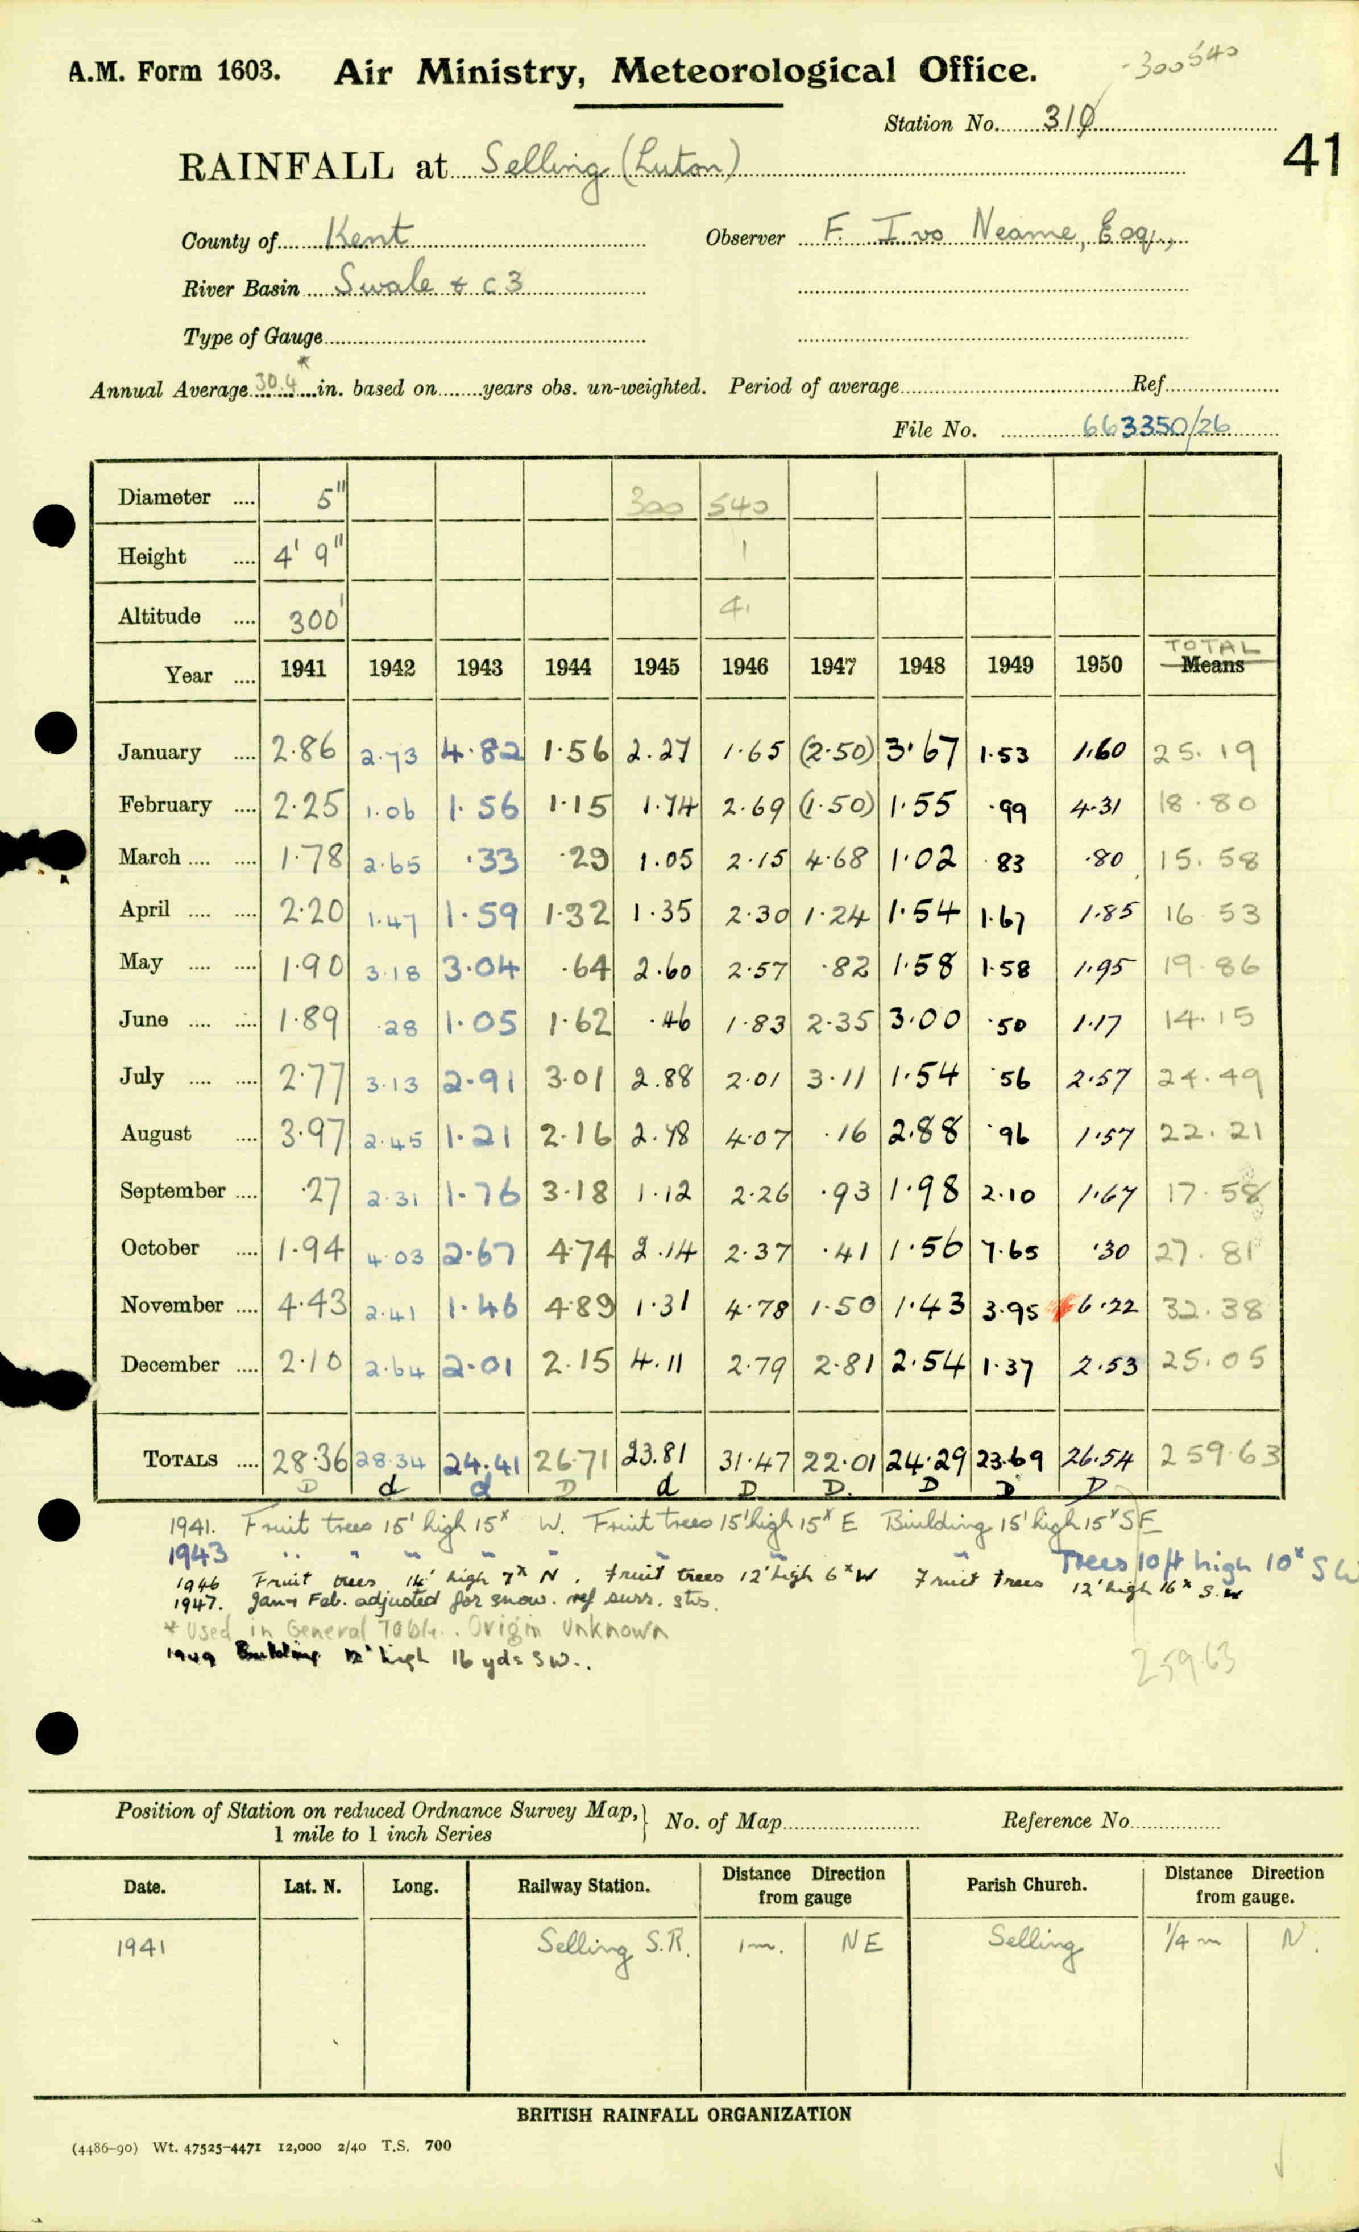 300540
A.M. Form 1603. Air Ministry, Meteorological Office.
Station No. 310
41
RAINFALL at Selling (Luton)
County of Kent Observer F. Ivo Neame, Esq.,
River Basin Swale & C3
Type of Gauge
Annual Average 30.4* in. based on years obs. un-weighted. Period of average Ref
File No. 663350/26
Diameter 5" 300 540
Height 4' 9" 1
Altitude 300' 4
TOTAL
Year 1941 1942 1943 1944 1945 1946 1947 1948 1949 1950 Means
January 2.86 2.73 4.82 1.56 2.27 1.65 (2.50) 3.67 1.53 1.60 25.19
February 2.25 1.06 1.56 1.15 1.74 2.69 (1.50) 1.55 .99 4.31 18.80
March 1.78 2.65 .33 .29 1.05 2.15 4.68 1.02 .83 .80 15.58
April 2.20 1.47 1.59 1.32 1.35 2.30 1.24 1.54 1.67 1.85 16.53
May 1.90 3.18 3.04 .64 2.60 2.57 .82 1.58 1.58 1.95 19.86
June 1.89 .28 1.05 1.62 .46 1.83 2.35 3.00 .50 1.17 14.15
July 2.77 3.13 2.91 3.01 2.88 2.01 3.11 1.54 .56 2.57 24.49
August 3.97 2.45 1.21 2.16 2.78 4.07 .16 2.88 .96 1.57 22.21
September .27 2.31 1.76 3.18 1.12 2.26 .93 1.98 2.10 1.67 17.58
October 1.94 4.03 2.67 4.74 2.14 2.37 .41 1.56 7.65 .30 27.81
November 4.43 2.41 1.46 4.89 1.31 4.78 1.50 1.43 3.95 6.22 32.38
December 2.10 2.64 2.01 2.15 4.11 2.79 2.81 2.54 1.37 2.53 25.05
TOTALS 28.36 28.34 24.41 26.71 23.81 31.47 22.01 24.29 23.69 26.54 259.63
D d d D d D D. D D D
1941. Fruit trees 15' high 15x W. Fruit trees 15' high 15x E Building 15' high 15x SE
1943 " " " " " " " Trees 10ft high 10x SW
1946 Fruit trees 14' high 7x N. Fruit trees 12' high 6x W Fruit trees 12' high 16x S.W
1947. Jan & Feb. adjusted for snow. ref surr. stns.
* Used in General Table. Origin Unknown
1949 Building 12' high 16 yds SW.
259.63
Position of Station on reduced Ordnance Survey Map, No. of Map Reference No
1 mile to 1 inch Series
Date. Lat. N. Long. Railway Station. Distance Direction from gauge Parish Church. Distance Direction from gauge.
1941 Selling S.R. 1m. NE Selling 1/4 m N.
BRITISH RAINFALL ORGANIZATION
(4486-90) Wt. 47525-4471 12,000 2/40 T.S. 700